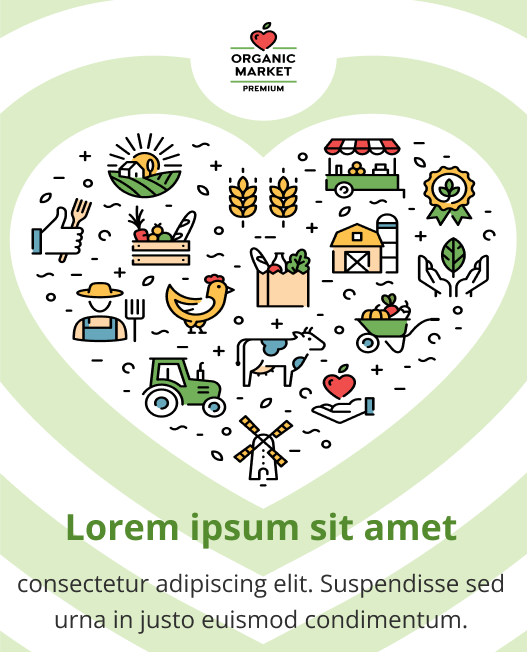 ORGANIC
MARKET
PREMIUM
Lorem ipsum sit amet
consectetur adipiscing elit. Suspendisse sed
urna in justo euismod condimentum.